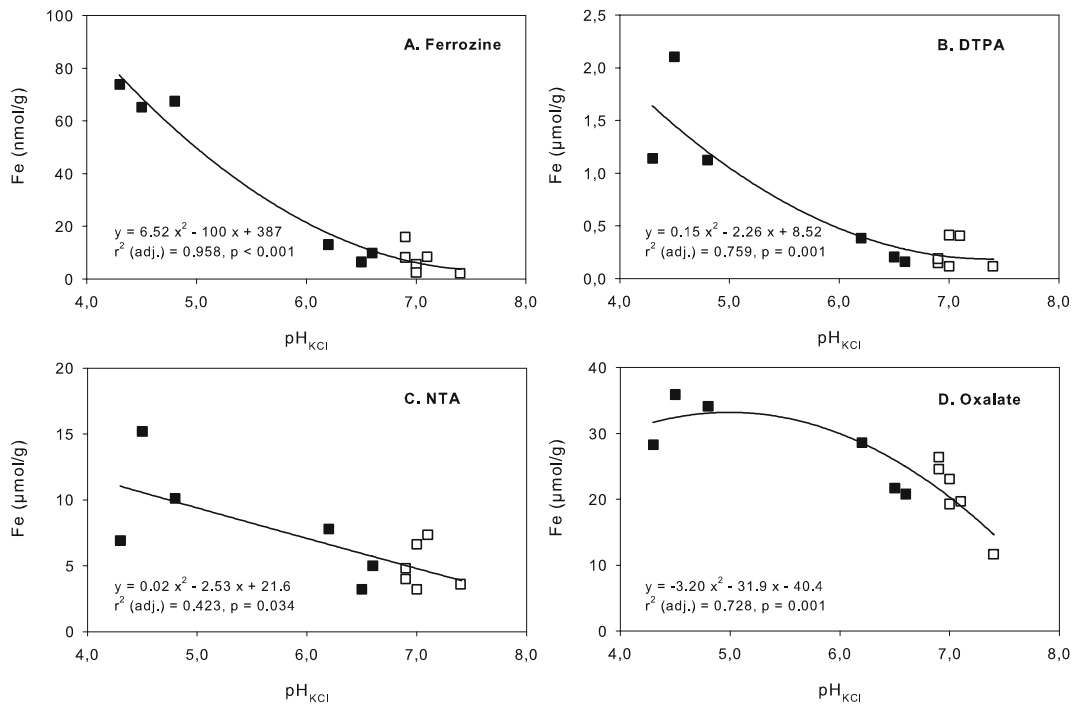 A. Ferrozine
Fe (nmol/g)
100
80
60
40
20
0
y = 6.52 x² - 100 x + 387
r² (adj.) = 0.958, p < 0.001
4,0 5,0 6,0 7,0 8,0
pH_KCl
B. DTPA
Fe (µmol/g)
2,5
2,0
1,5
1,0
0,5
0,0
y = 0.15 x² - 2.26 x + 8.52
r² (adj.) = 0.759, p = 0.001
4,0 5,0 6,0 7,0 8,0
pH_KCl
C. NTA
Fe (µmol/g)
20
15
10
5
0
y = 0.02 x² - 2.53 x + 21.6
r² (adj.) = 0.423, p = 0.034
4,0 5,0 6,0 7,0 8,0
pH_KCl
D. Oxalate
Fe (µmol/g)
40
30
20
10
0
y = -3.20 x² - 31.9 x - 40.4
r² (adj.) = 0.728, p = 0.001
4,0 5,0 6,0 7,0 8,0
pH_KCl